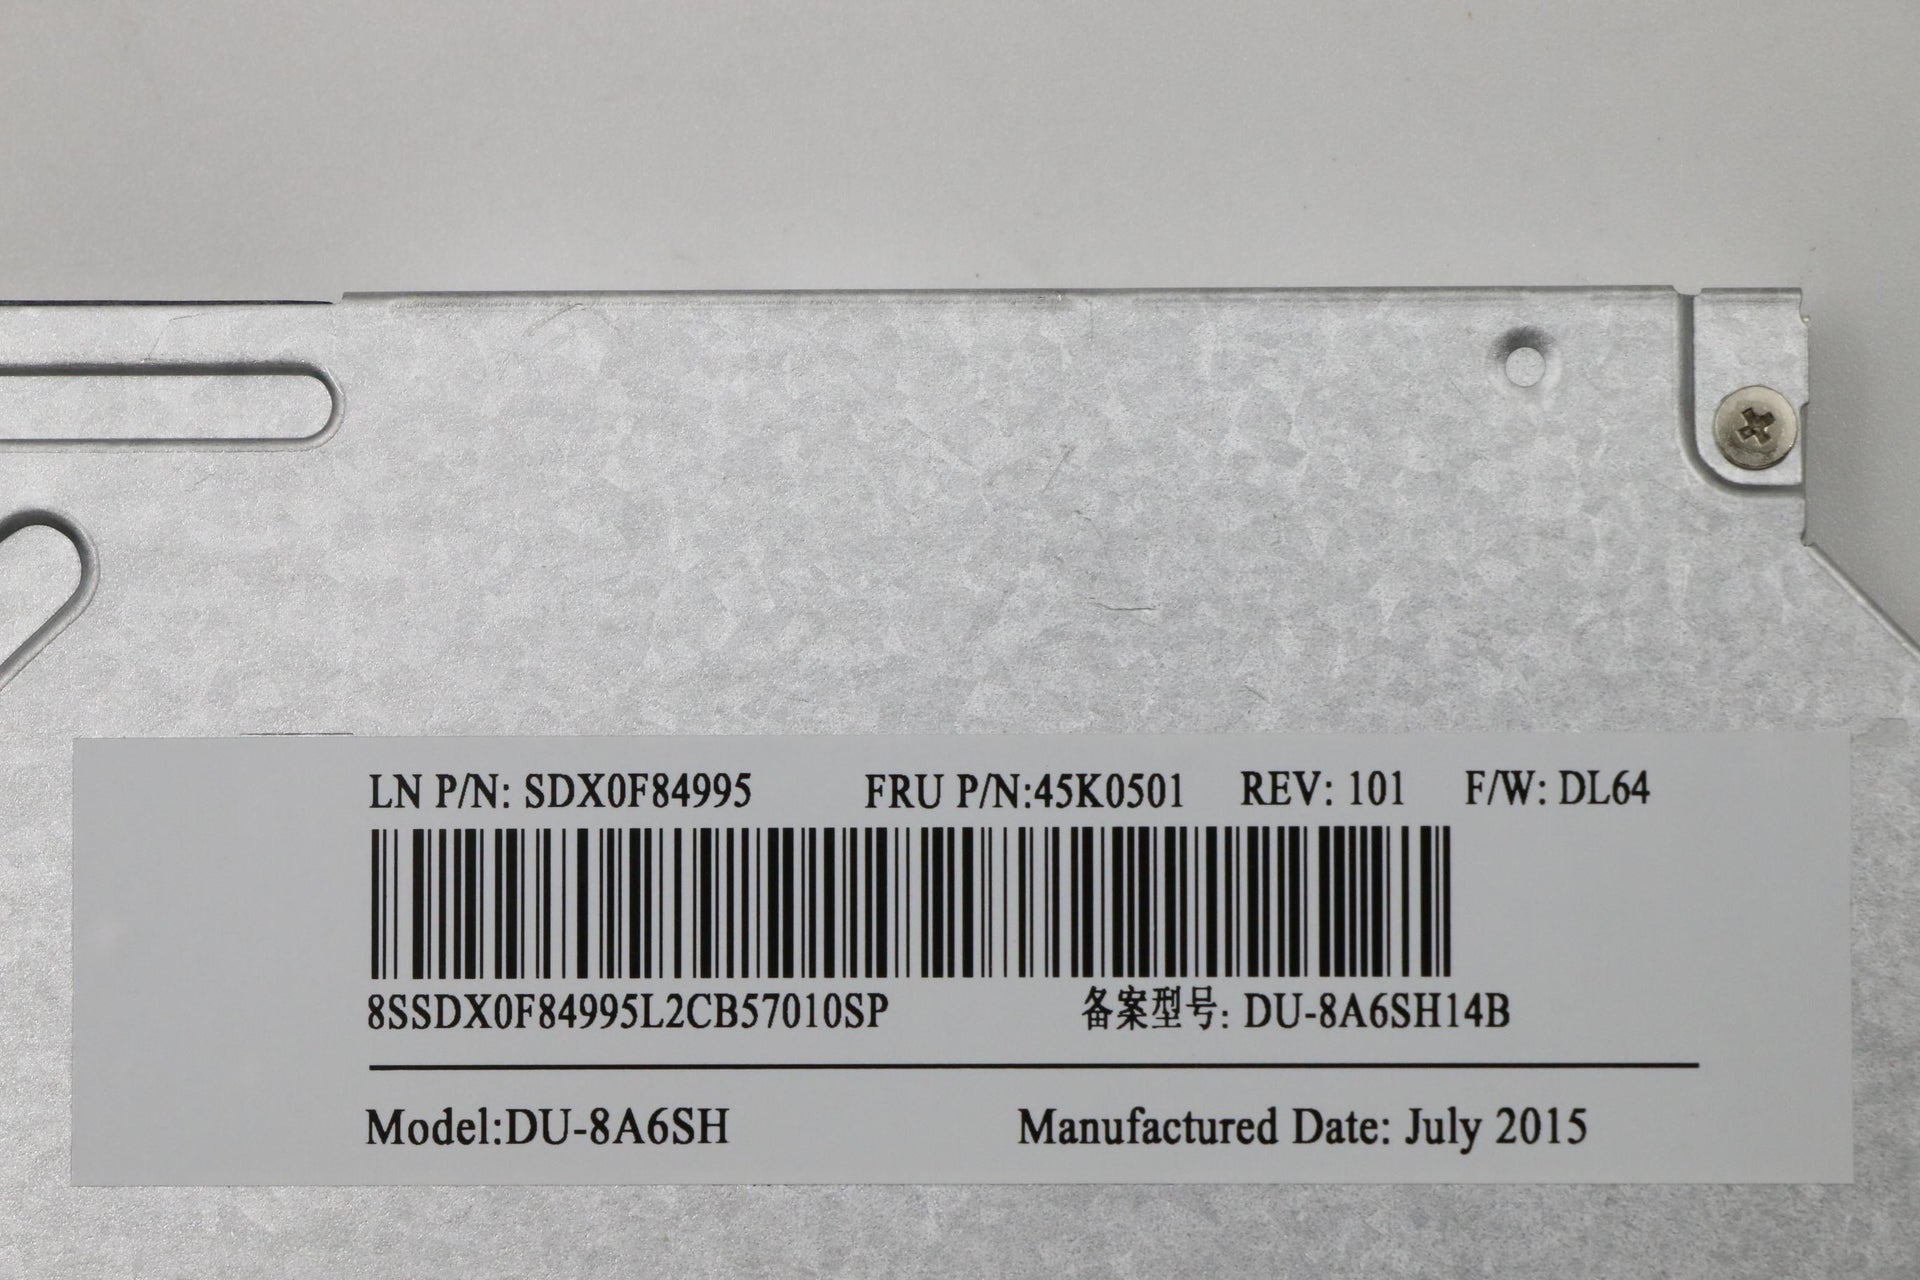 LN P/N: SDX0F84995 FRU P/N:45K0501 REV: 101 F/W: DL64
8SSDX0F84995L2CB57010SP 备案型号: DU-8A6SH14B
Model:DU-8A6SH Manufactured Date: July 2015